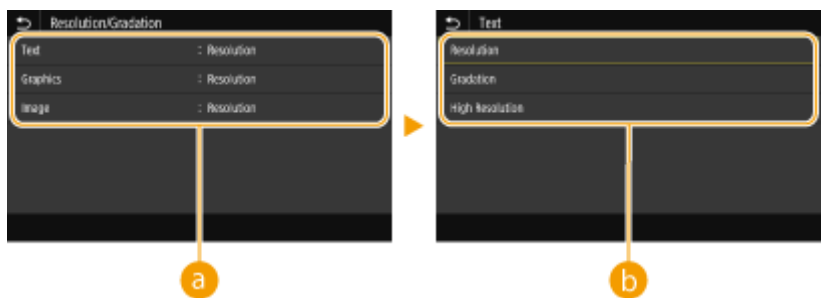 Resolution/Gradation
Text : Resolution
Graphics : Resolution
Image : Resolution
a
Text
Resolution
Gradation
High Resolution
b